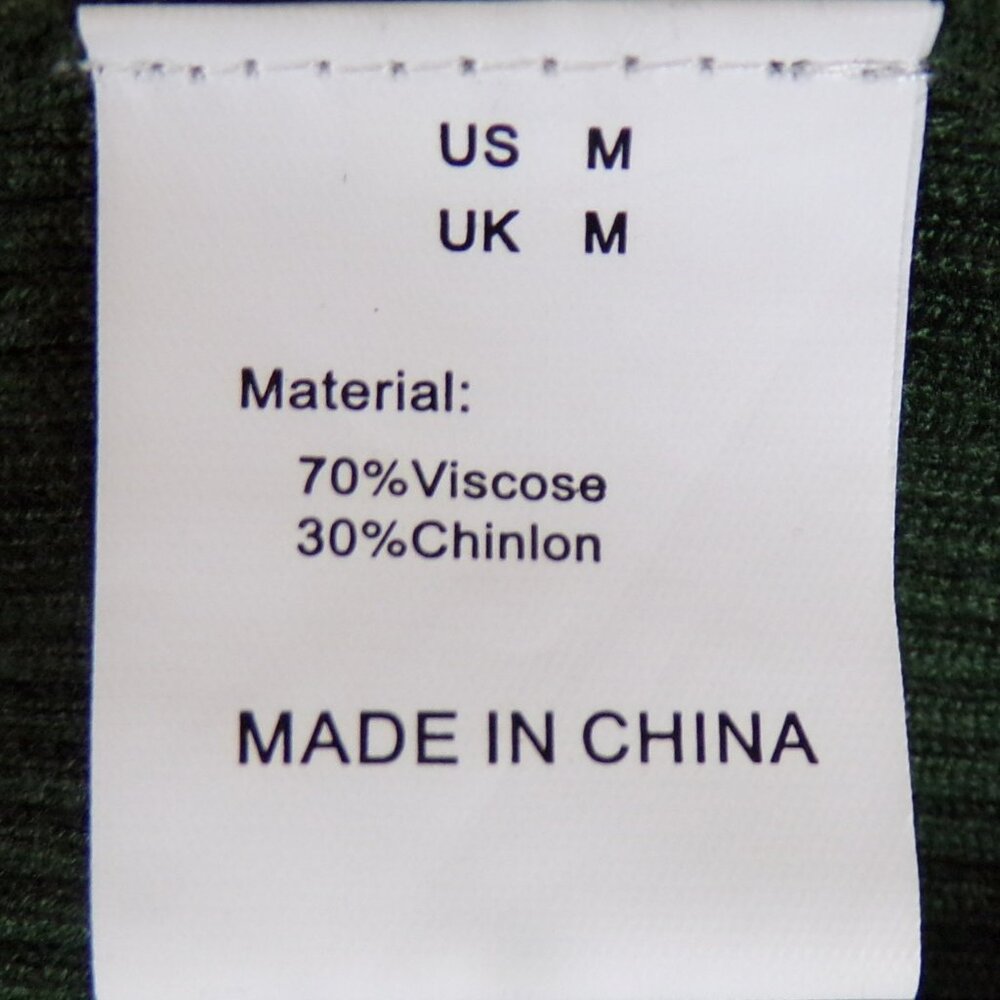 US M
UK M
Material:
70%Viscose
30%Chinlon
MADE IN CHINA